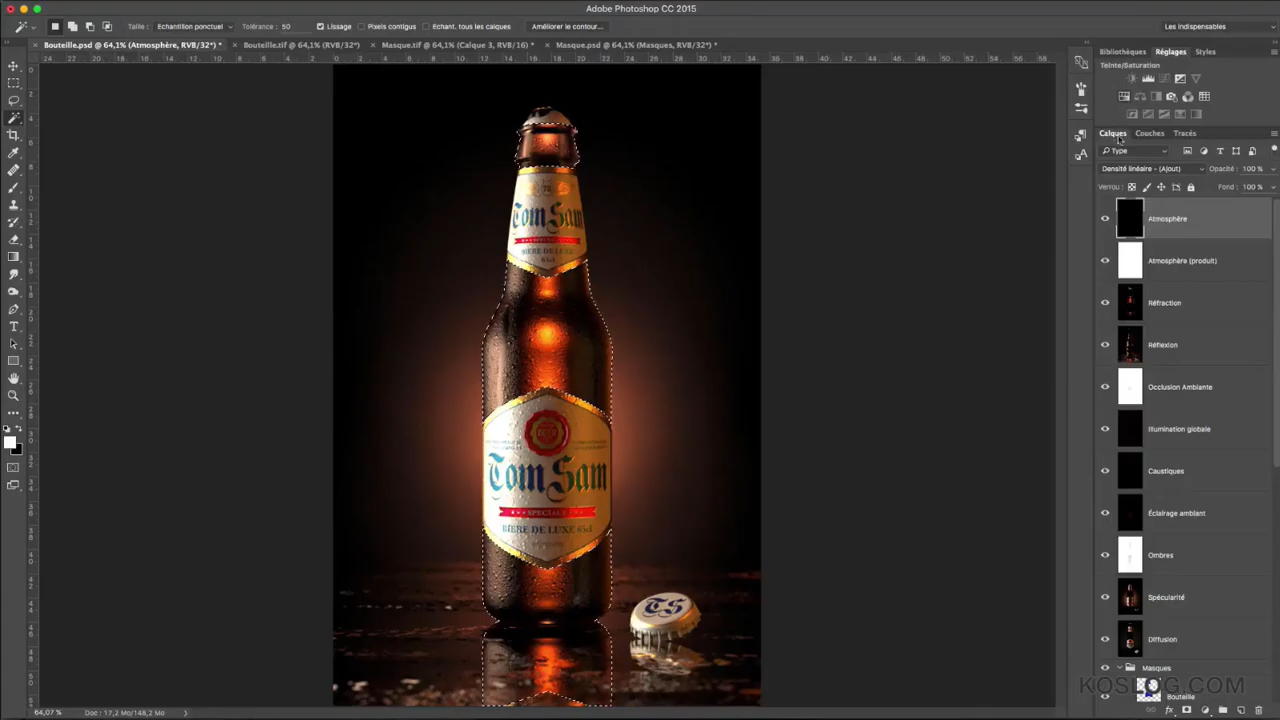 Adobe Photoshop CC 2015
Taille : Echantillon ponctuel Tolérance : 50 Lissage Pixels contigus Echant. tous les calques Améliorer le contour... Les indispensables
Bouteille.psd @ 64,1% (Atmosphère, RVB/32*) * Bouteille.tif @ 64,1% (RVB/32*) Masque.tif @ 64,1% (Calque 3, RVB/16) * Masque.psd @ 64,1% (Masques, RVB/32*) *
Bibliothèques Réglages Styles
Teinte/Saturation
Calques Couches Tracés
Type
Densité linéaire - (Ajout) Opacité : 100 %
Verrou : Fond : 100 %
Atmosphère
Atmosphère (produit)
Réfraction
Réflexion
Occlusion Ambiante
Illumination globale
Caustiques
Éclairage ambiant
Ombres
Spécularité
Diffusion
Masques
Bouteille
Tom Sam
BIERE DE LUXE
65cl
Tom Sam
SPECIALE
BIERE DE LUXE 65cl
TS
KOSLOG.COM
64,07 % Doc : 17,2 Mo/148,2 Mo